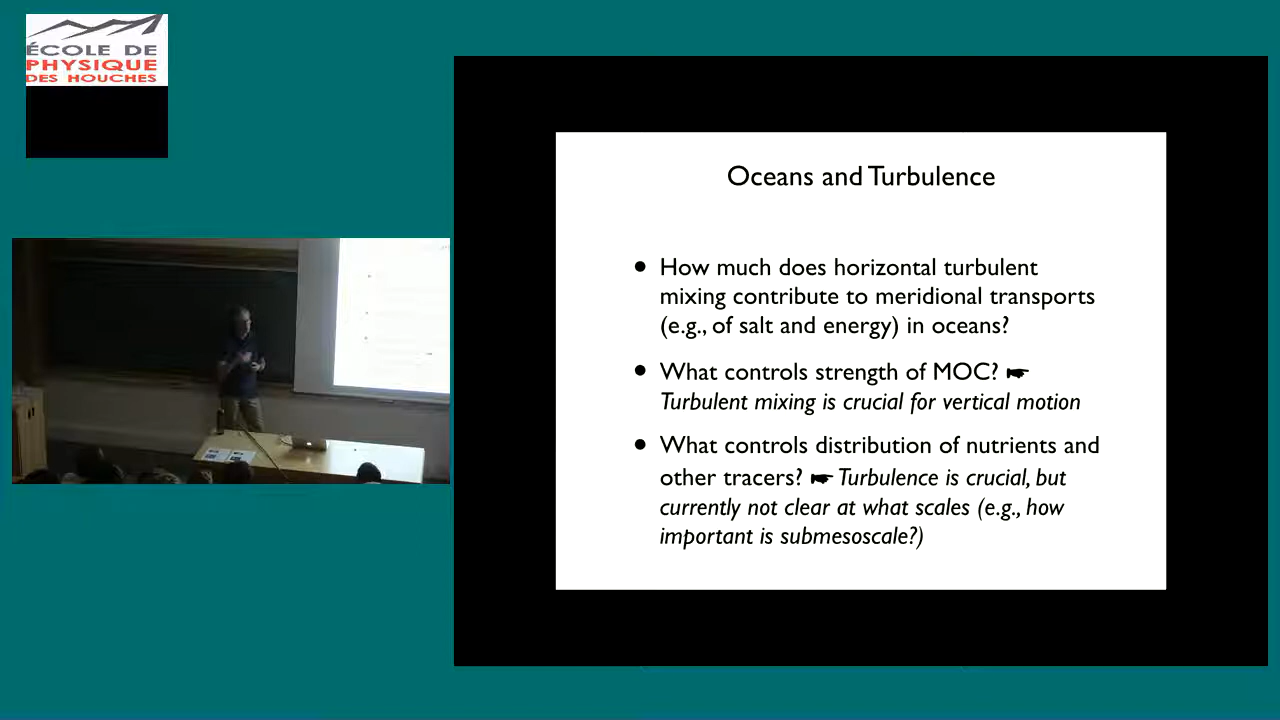 ÉCOLE DE
PHYSIQUE
DES HOUCHES
Oceans and Turbulence
• How much does horizontal turbulent
mixing contribute to meridional transports
(e.g., of salt and energy) in oceans?
• What controls strength of MOC? ☛
Turbulent mixing is crucial for vertical motion
• What controls distribution of nutrients and
other tracers? ☛ Turbulence is crucial, but
currently not clear at what scales (e.g., how
important is submesoscale?)